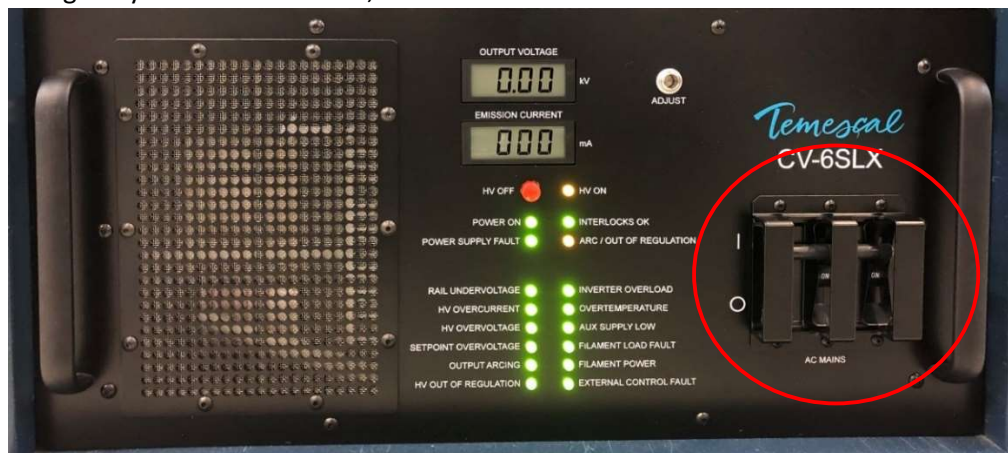 OUTPUT VOLTAGE
0.00 kV
ADJUST
EMISSION CURRENT
000 mA
Temescal
CV-6SLX
HV OFF HV ON
POWER ON INTERLOCKS OK
POWER SUPPLY FAULT ARC / OUT OF REGULATION
I
RAIL UNDERVOLTAGE INVERTER OVERLOAD
ON ON
HV OVERCURRENT OVERTEMPERATURE
O
HV OVERVOLTAGE AUX SUPPLY LOW
SETPOINT OVERVOLTAGE FILAMENT LOAD FAULT
OUTPUT ARCING FILAMENT POWER
AC MAINS
HV OUT OF REGULATION EXTERNAL CONTROL FAULT